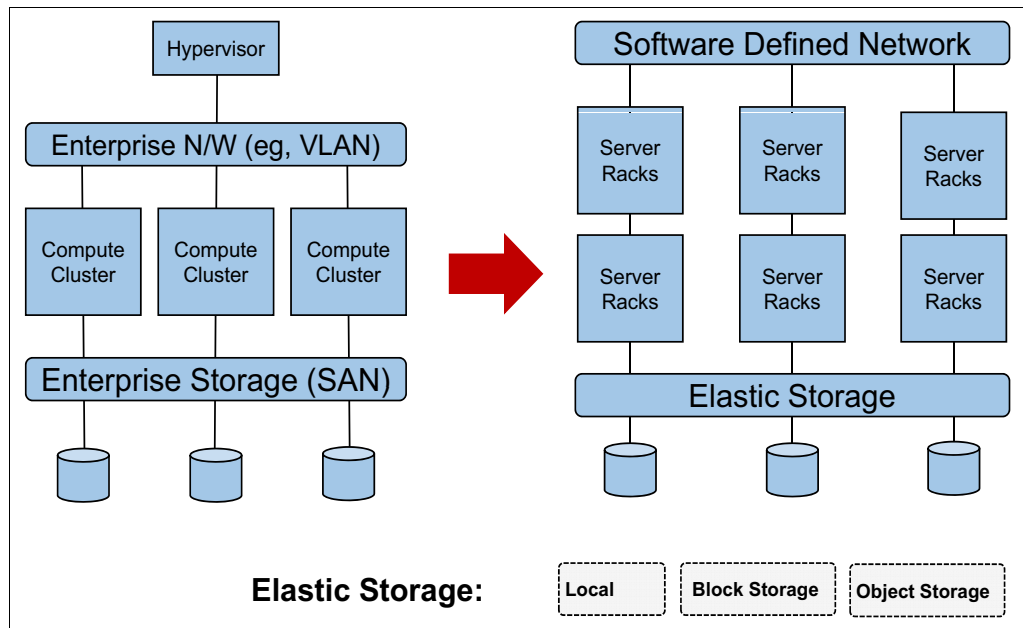 Hypervisor
Enterprise N/W (eg, VLAN)
Compute
Cluster
Compute
Cluster
Compute
Cluster
Enterprise Storage (SAN)
Software Defined Network
Server
Racks
Server
Racks
Server
Racks
Server
Racks
Server
Racks
Server
Racks
Elastic Storage
Elastic Storage:
Local
Block Storage
Object Storage